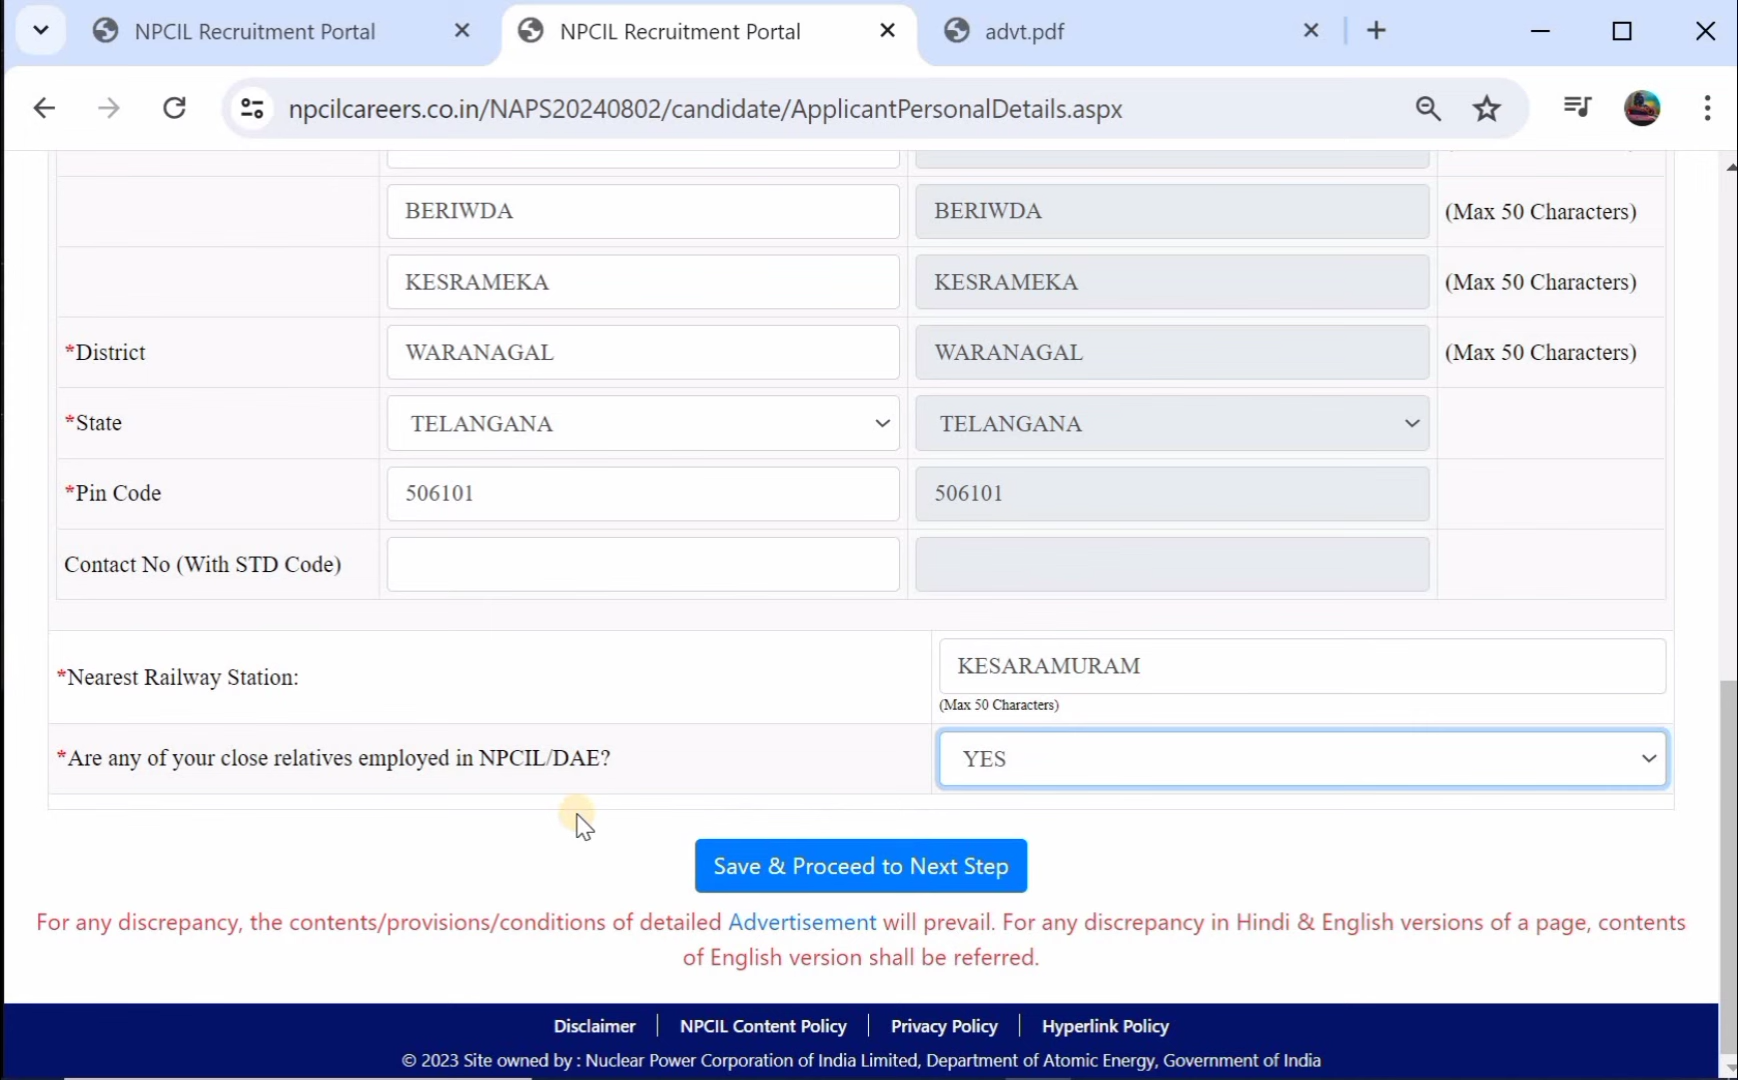 NPCIL Recruitment Portal
NPCIL Recruitment Portal
advt.pdf
npcilcareers.co.in/NAPS20240802/candidate/ApplicantPersonalDetails.aspx
BERIWDA BERIWDA (Max 50 Characters)
KESRAMEKA KESRAMEKA (Max 50 Characters)
*District WARANAGAL WARANAGAL (Max 50 Characters)
*State TELANGANA TELANGANA
*Pin Code 506101 506101
Contact No (With STD Code)
*Nearest Railway Station: KESARAMURAM
(Max 50 Characters)
*Are any of your close relatives employed in NPCIL/DAE? YES
Save & Proceed to Next Step
For any discrepancy, the contents/provisions/conditions of detailed Advertisement will prevail. For any discrepancy in Hindi & English versions of a page, contents
of English version shall be referred.
Disclaimer | NPCIL Content Policy | Privacy Policy | Hyperlink Policy
© 2023 Site owned by : Nuclear Power Corporation of India Limited, Department of Atomic Energy, Government of India